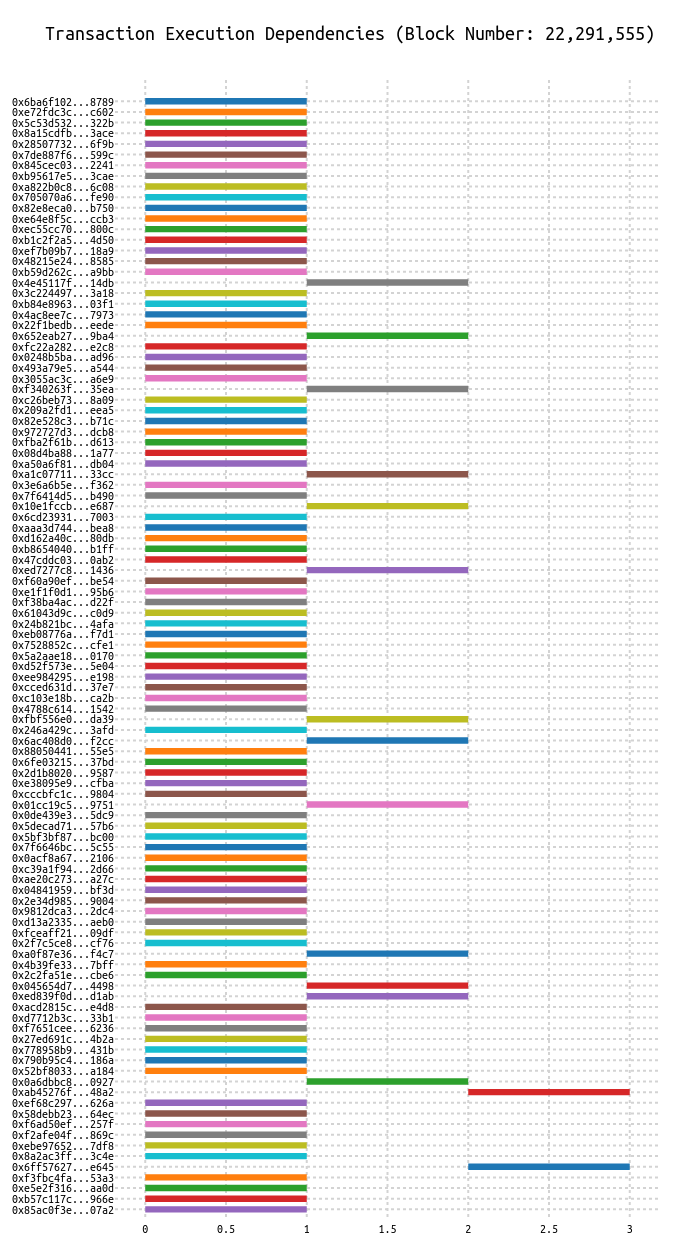 Transaction Execution Dependencies (Block Number: 22,291,555)
0x6ba6f102...8789
0xe72fdc3c...c602
0x5c53d532...322b
0x8a15cdfb...3ace
0x28507732...6f9b
0x7de887f6...599c
0x845cec03...2241
0xb95617e5...3cae
0xa822b0c8...6c08
0x705070a6...fe90
0x82e8eca0...b750
0xe64e8f5c...ccb3
0xec55cc70...800c
0xb1c2f2a5...4d50
0xef7b09b7...18a9
0x48215e24...8585
0xb59d262c...a9bb
0x4e45117f...14db
0x3c224497...3a18
0xb84e8963...03f1
0x4ac8ee7c...7973
0x22f1bedb...eede
0x652eab27...9ba4
0xfc22a282...e2c8
0x0248b5ba...ad96
0x493a79e5...a544
0x3055ac3c...a6e9
0xf340263f...35ea
0xc26beb73...8a09
0x209a2fd1...eea5
0x82e528c3...b71c
0x972727d3...dcb8
0xfba2f61b...d613
0x08d4ba88...1a77
0xa50a6f81...db04
0xa1c07711...33cc
0x3e6a6b5e...f362
0x7f6414d5...b490
0x10e1fccb...e687
0x6cd23931...7003
0xaaa3d744...bea8
0xd162a40c...80db
0xb8654040...b1ff
0x47cddc03...0ab2
0xed7277c8...1436
0xf60a90ef...be54
0xe1f1f0d1...95b6
0xf38ba4ac...d22f
0x61043d9c...c0d9
0x24b821bc...4afa
0xeb08776a...f7d1
0x7528852c...cfe1
0x5a2aae18...0170
0xd52f573e...5e04
0xee984295...e198
0xcced631d...37e7
0xc103e18b...ca2b
0x4788c614...1542
0xfbf556e0...da39
0x246a429c...3afd
0x6ac408d0...f2cc
0x88050441...55e5
0x6fe03215...37bd
0x2d1b8020...9587
0xe38095e9...cfba
0xcccbfc1c...9804
0x01cc19c5...9751
0x0de439e3...5dc9
0x5decad71...57b6
0x5bf3bf87...bc00
0x7f6646bc...5c55
0x0acf8a67...2106
0xc39a1f94...2d66
0xae20c273...a27c
0x04841959...bf3d
0x2e34d985...9004
0x9812dca3...2dc4
0xd13a2335...aeb0
0xfceaff21...09df
0x2f7c5ce8...cf76
0xa0f87e36...f4c7
0x4b39fe33...7bff
0x2c2fa51e...cbe6
0x045654d7...4498
0xed839f0d...d1ab
0xacd2815c...e4d8
0xd7712b3c...33b1
0xf7651cee...6236
0x27ed691c...4b2a
0x778958b9...431b
0x790b95c4...186a
0x52bf8033...a184
0x0a6dbbc8...0927
0xab45276f...48a2
0xef68c297...626a
0x58debb23...64ec
0xf6ad50ef...257f
0xf2afe04f...869c
0xebe97652...7df8
0x8a2ac3ff...3c4e
0x6ff57627...e645
0xf3fbc4fa...53a3
0xe5e2f316...aa0d
0xb57c117c...966e
0x85ac0f3e...07a2
0 0.5 1 1.5 2 2.5 3